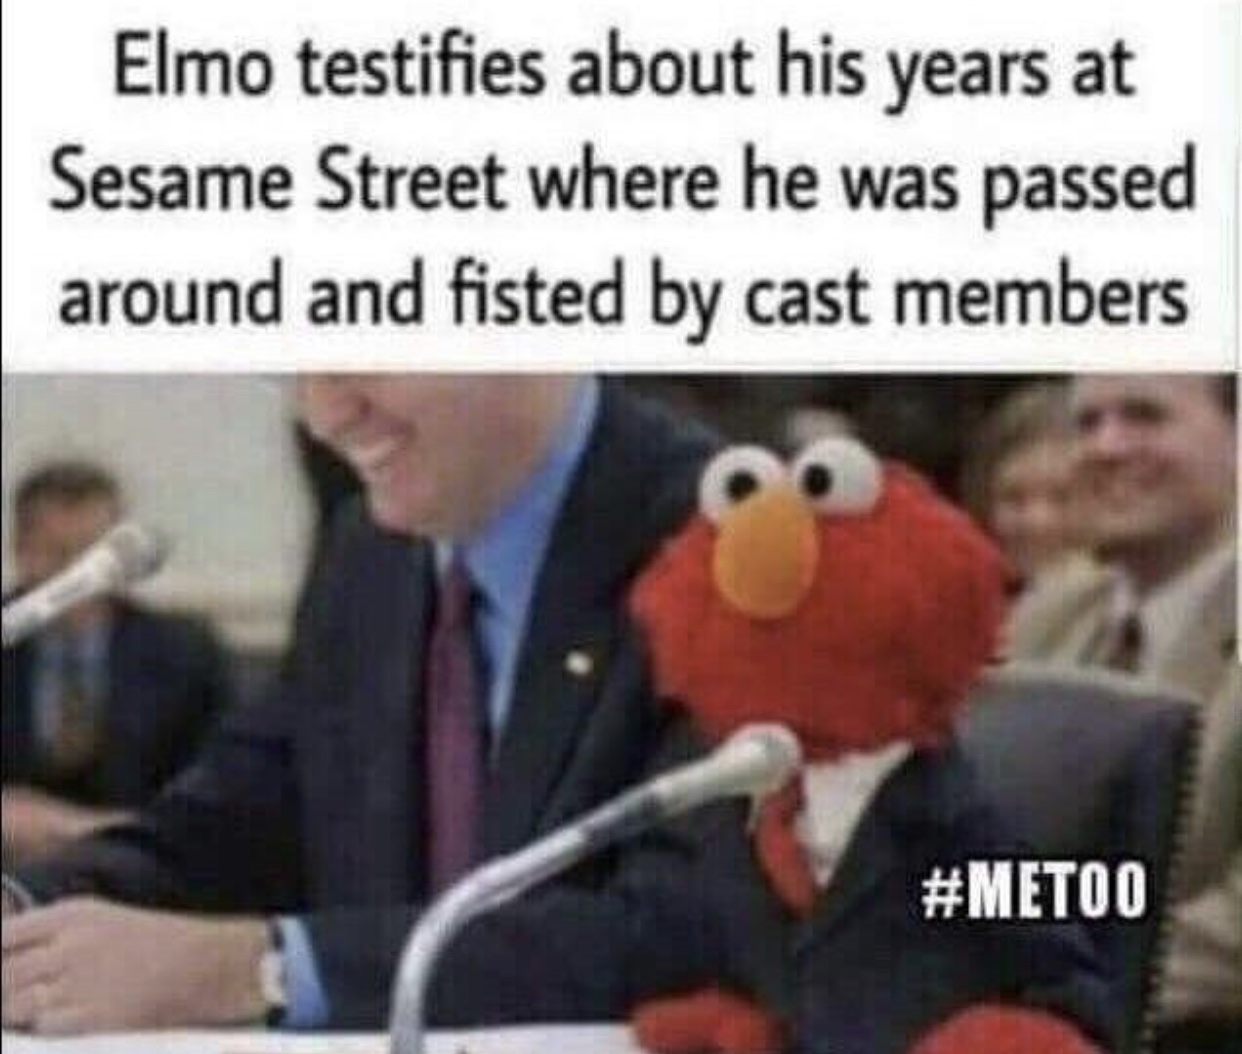 Elmo testifies about his years at
Sesame Street where he was passed
around and fisted by cast members
#METOO